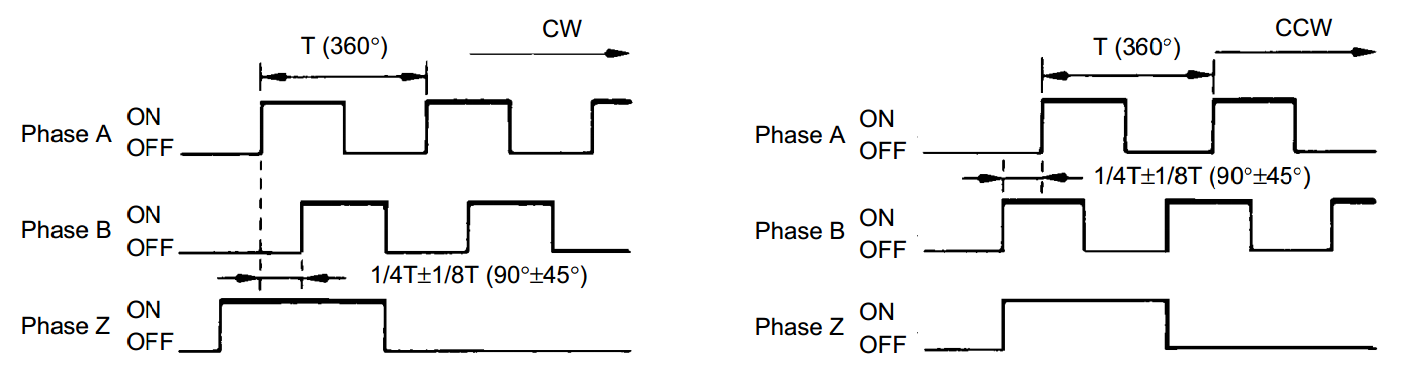 CW
T (360°)
Phase A
ON
OFF
Phase B
ON
OFF
1/4T±1/8T (90°±45°)
Phase Z
ON
OFF
CCW
T (360°)
Phase A
ON
OFF
1/4T±1/8T (90°±45°)
Phase B
ON
OFF
Phase Z
ON
OFF